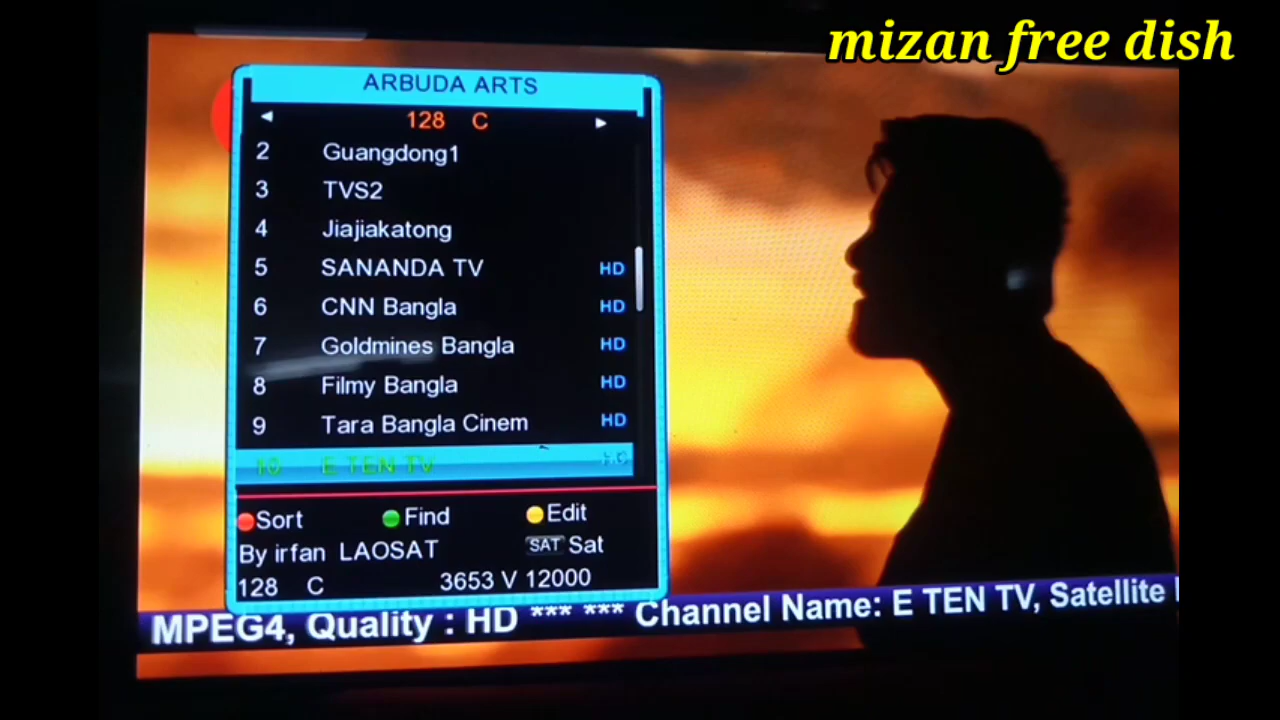 mizan free dish
ARBUDA ARTS
128 C
2 Guangdong1
3 TVS2
4 Jiajiakatong
5 SANANDA TV HD
6 CNN Bangla HD
7 Goldmines Bangla HD
8 Filmy Bangla HD
9 Tara Bangla Cinem HD
10 E TEN TV HD
Sort Find Edit
By irfan LAOSAT SAT Sat
128 C 3653 V 12000
MPEG4, Quality : HD *** *** Channel Name: E TEN TV, Satellite